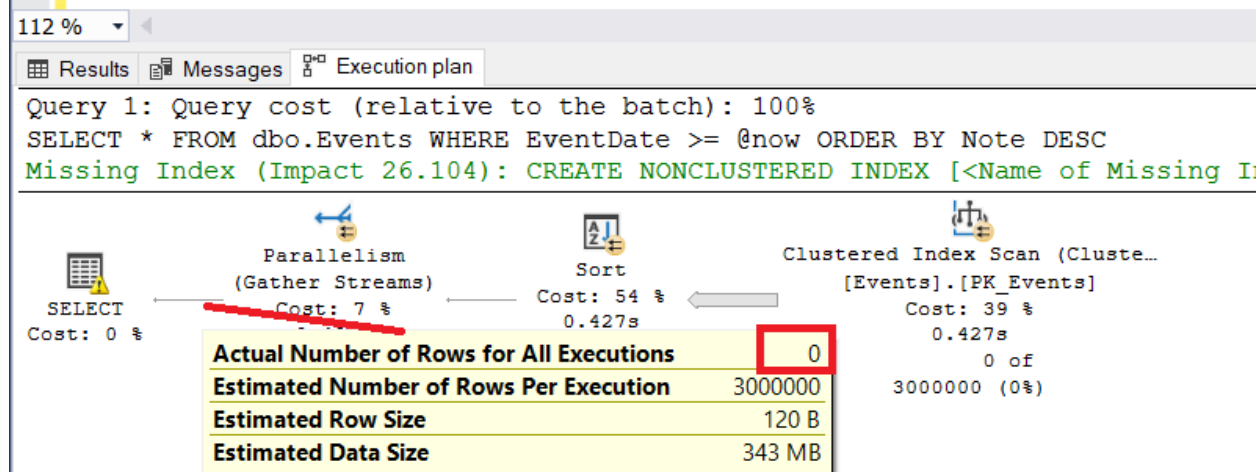 112 %
Results Messages Execution plan
Query 1: Query cost (relative to the batch): 100%
SELECT * FROM dbo.Events WHERE EventDate >= @now ORDER BY Note DESC
Missing Index (Impact 26.104): CREATE NONCLUSTERED INDEX [<Name of Missing
SELECT
Cost: 0 %
Parallelism
(Gather Streams)
Cost: 7 %
Sort
Cost: 54 %
0.427s
Clustered Index Scan (Cluste…
[Events].[PK_Events]
Cost: 39 %
0.427s
0 of
3000000 (0%)
Actual Number of Rows for All Executions 0
Estimated Number of Rows Per Execution 3000000
Estimated Row Size 120 B
Estimated Data Size 343 MB